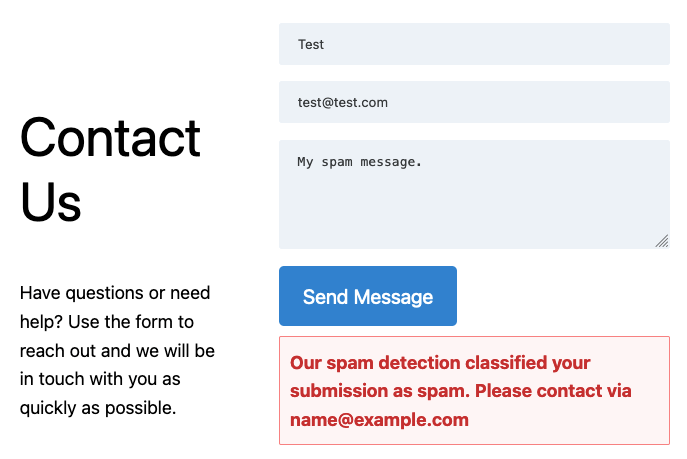 Contact
Us
Have questions or need
help? Use the form to
reach out and we will be
in touch with you as
quickly as possible.
Test
test@test.com
My spam message.
Send Message
Our spam detection classified your
submission as spam. Please contact via
name@example.com